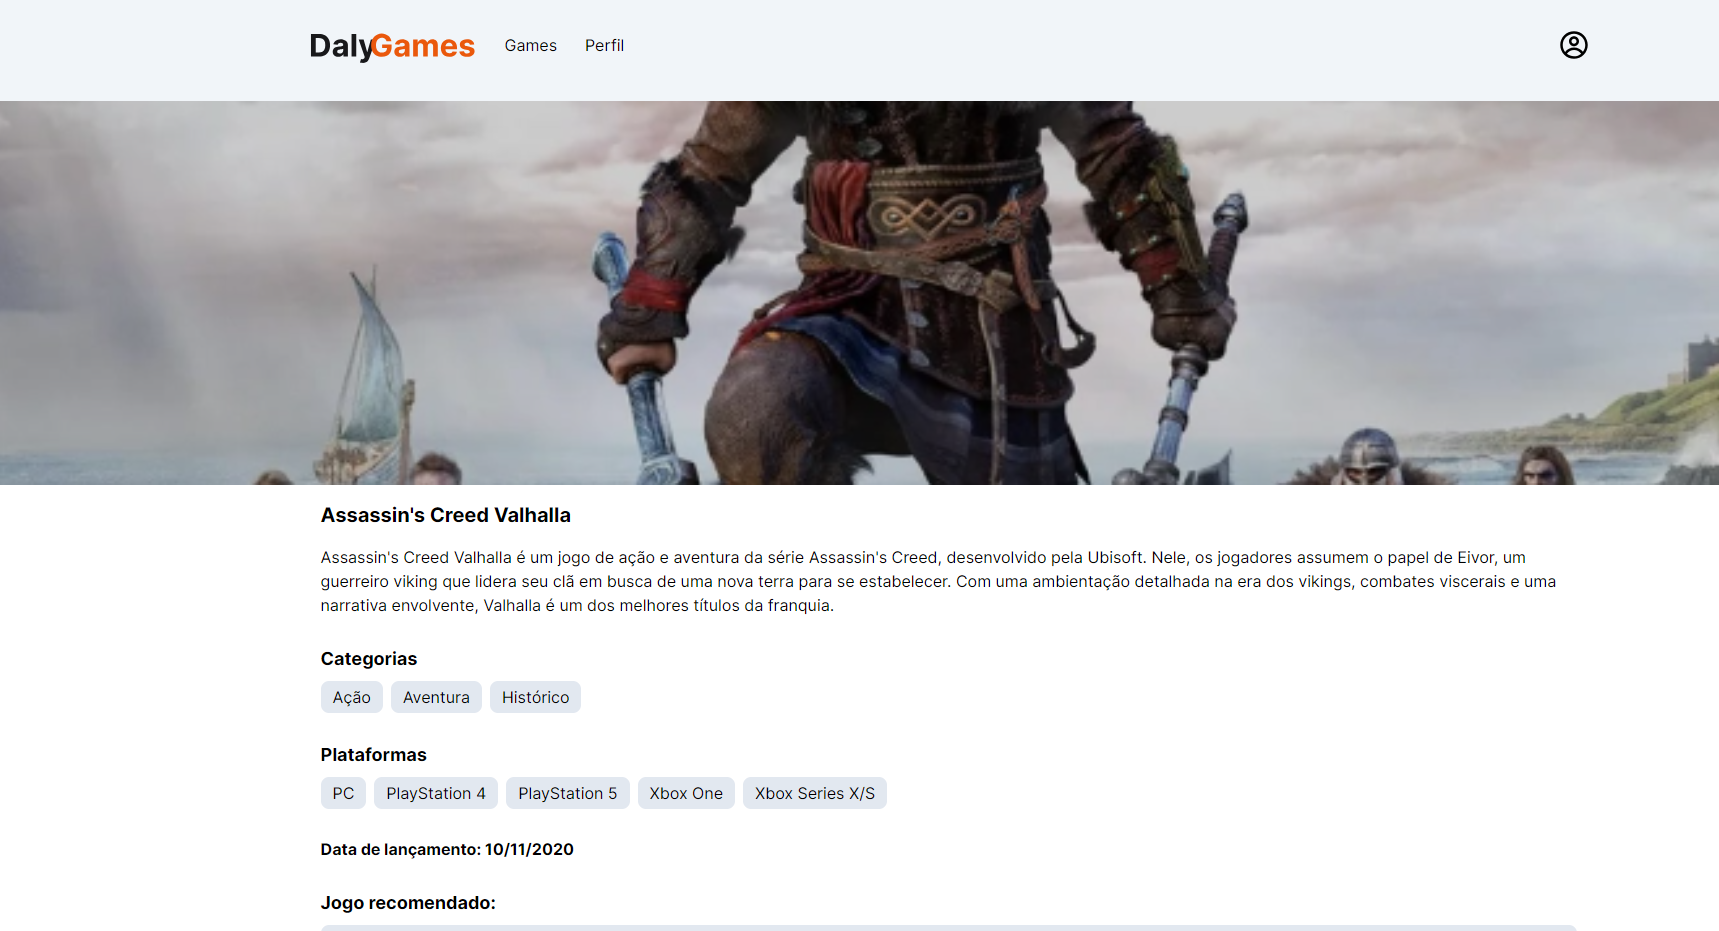 DalyGames Games Perfil
Assassin's Creed Valhalla
Assassin's Creed Valhalla é um jogo de ação e aventura da série Assassin's Creed, desenvolvido pela Ubisoft. Nele, os jogadores assumem o papel de Eivor, um
guerreiro viking que lidera seu clã em busca de uma nova terra para se estabelecer. Com uma ambientação detalhada na era dos vikings, combates viscerais e uma
narrativa envolvente, Valhalla é um dos melhores títulos da franquia.
Categorias
Ação Aventura Histórico
Plataformas
PC PlayStation 4 PlayStation 5 Xbox One Xbox Series X/S
Data de lançamento: 10/11/2020
Jogo recomendado: